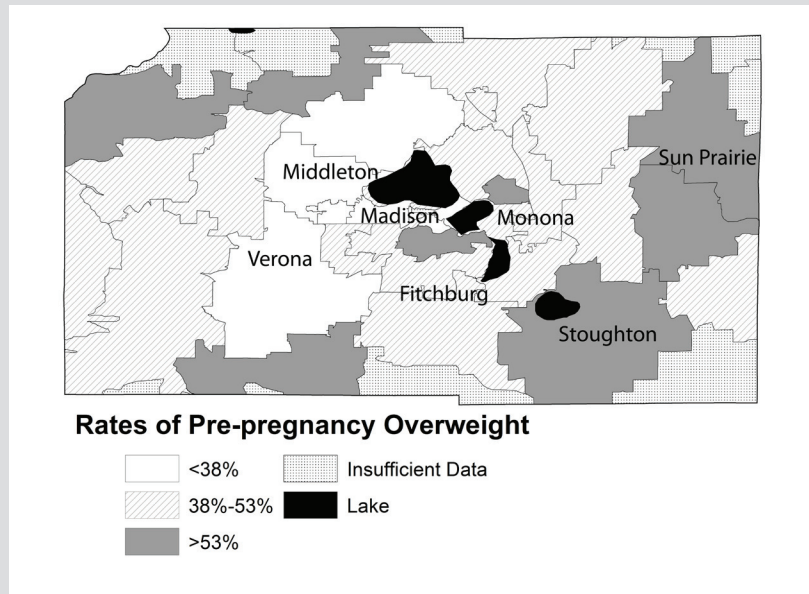 Sun Prairie
Middleton
Madison
Monona
Verona
Fitchburg
Stoughton
Rates of Pre-pregnancy Overweight
<38%
Insufficient Data
38%-53%
Lake
>53%